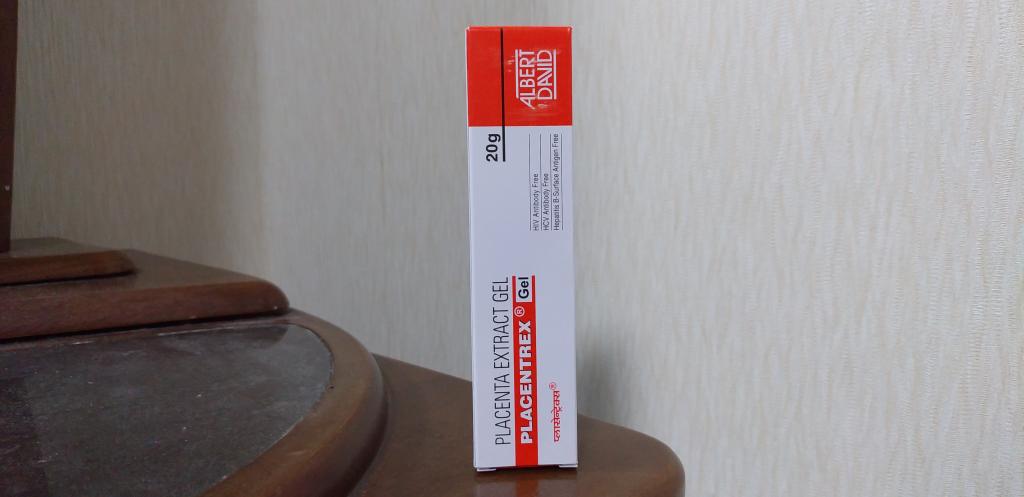 PLACENTA EXTRACT GEL
20g
PLACENTREX® Gel
प्लासेन्ट्रेक्स®
HIV Antibody Free
HCV Antibody Free
Hepatitis B-Surface Antigen Free
ALBERT
DAVID